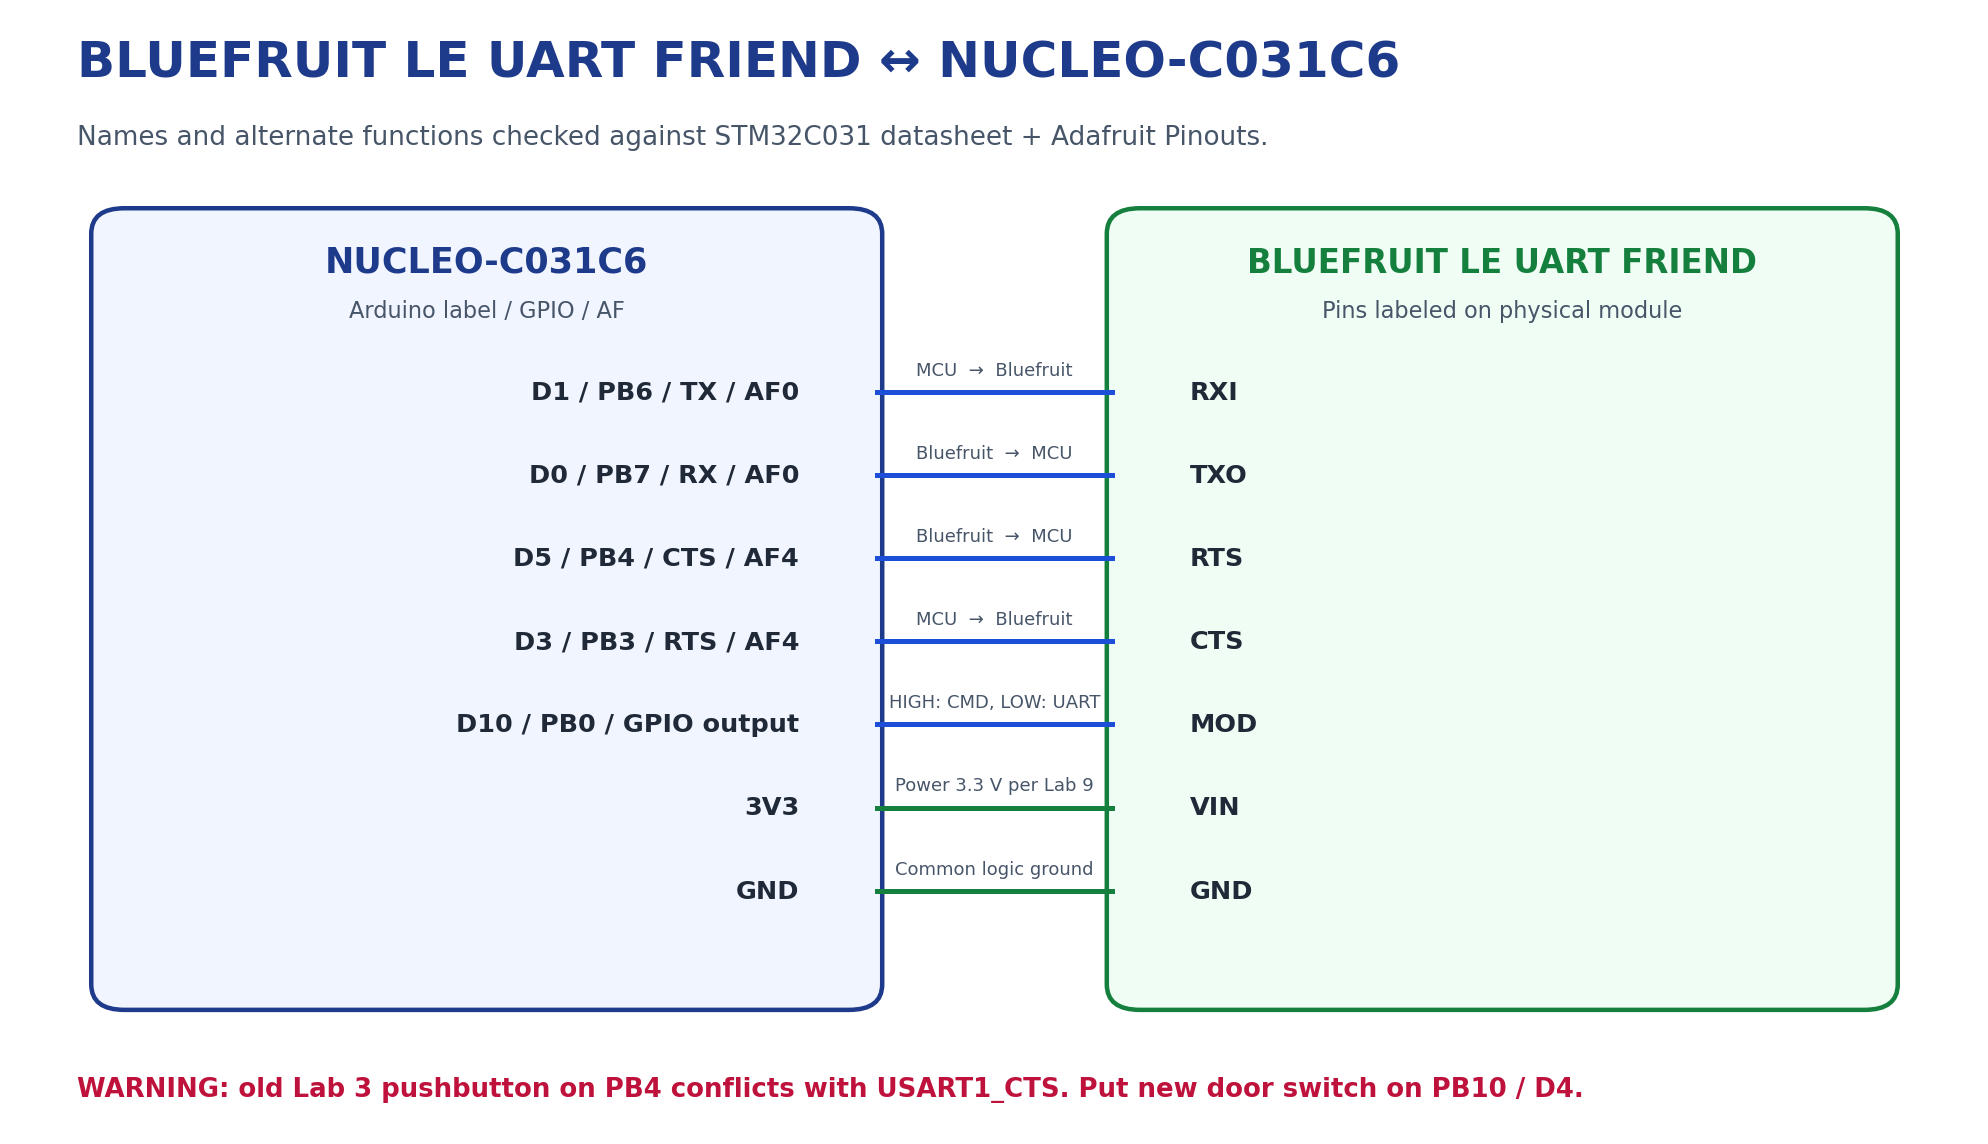 BLUEFRUIT LE UART FRIEND ↔ NUCLEO-C031C6
Names and alternate functions checked against STM32C031 datasheet + Adafruit Pinouts.
NUCLEO-C031C6
Arduino label / GPIO / AF
BLUEFRUIT LE UART FRIEND
Pins labeled on physical module
D1 / PB6 / TX / AF0
MCU → Bluefruit
RXI
D0 / PB7 / RX / AF0
Bluefruit → MCU
TXO
D5 / PB4 / CTS / AF4
Bluefruit → MCU
RTS
D3 / PB3 / RTS / AF4
MCU → Bluefruit
CTS
D10 / PB0 / GPIO output
HIGH: CMD, LOW: UART
MOD
3V3
Power 3.3 V per Lab 9
VIN
GND
Common logic ground
GND
WARNING: old Lab 3 pushbutton on PB4 conflicts with USART1_CTS. Put new door switch on PB10 / D4.